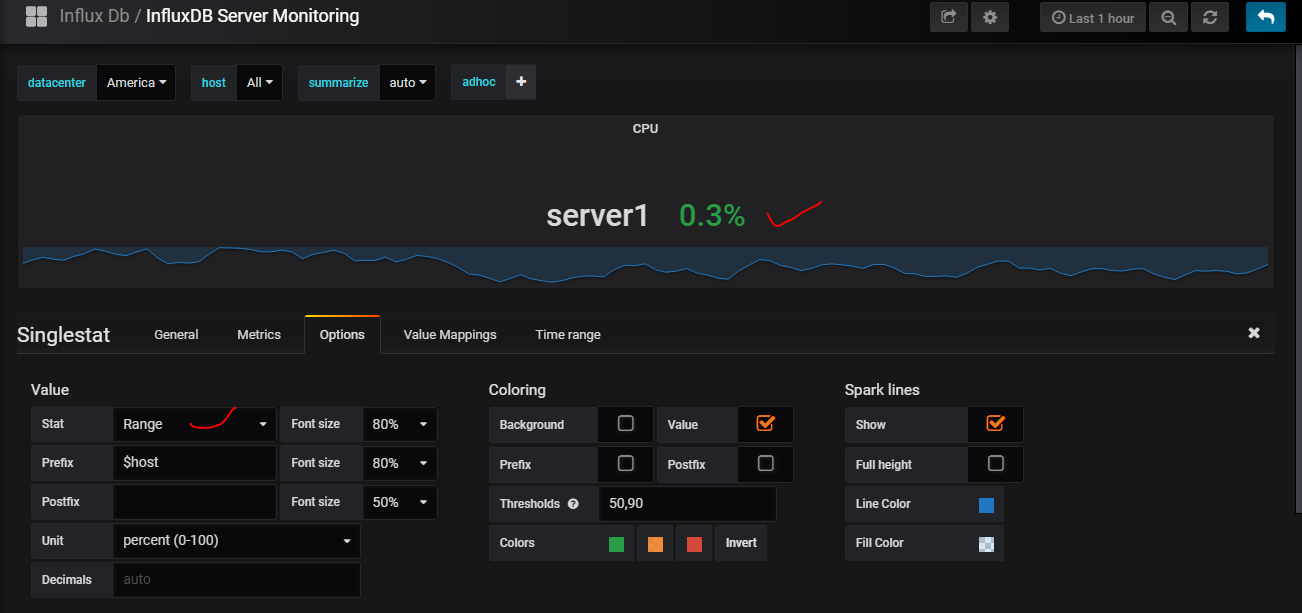 Influx Db / InfluxDB Server Monitoring Last 1 hour
datacenter America host All summarize auto adhoc +
CPU
server1 0.3%
Singlestat General Metrics Options Value Mappings Time range
Value Coloring Spark lines
Stat Range Font size 80% Background Value Show
Prefix $host Font size 80% Prefix Postfix Full height
Postfix Font size 50% Thresholds ? 50,90 Line Color
Unit percent (0-100) Colors Invert Fill Color
Decimals auto